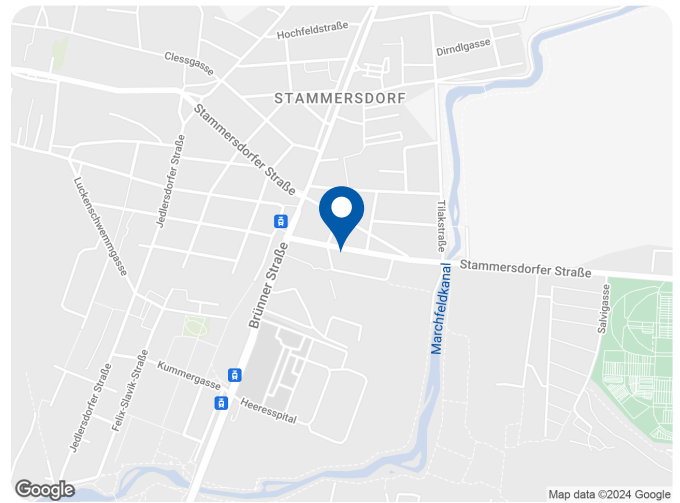 Hochfeldstraße
Dirndlgasse
Clessgasse
STAMMERSDORF
Stammersdorfer Straße
Jedlersdorfer Straße
Luckenschwemmgasse
Tilakstraße
Brünner Straße
Stammersdorfer Straße
Marchfeldkanal
Salvigasse
Kummergasse
Felix-Slavik-Straße
Jedlersdorfer Straße
Heeresspital
Google
Map data ©2024 Google